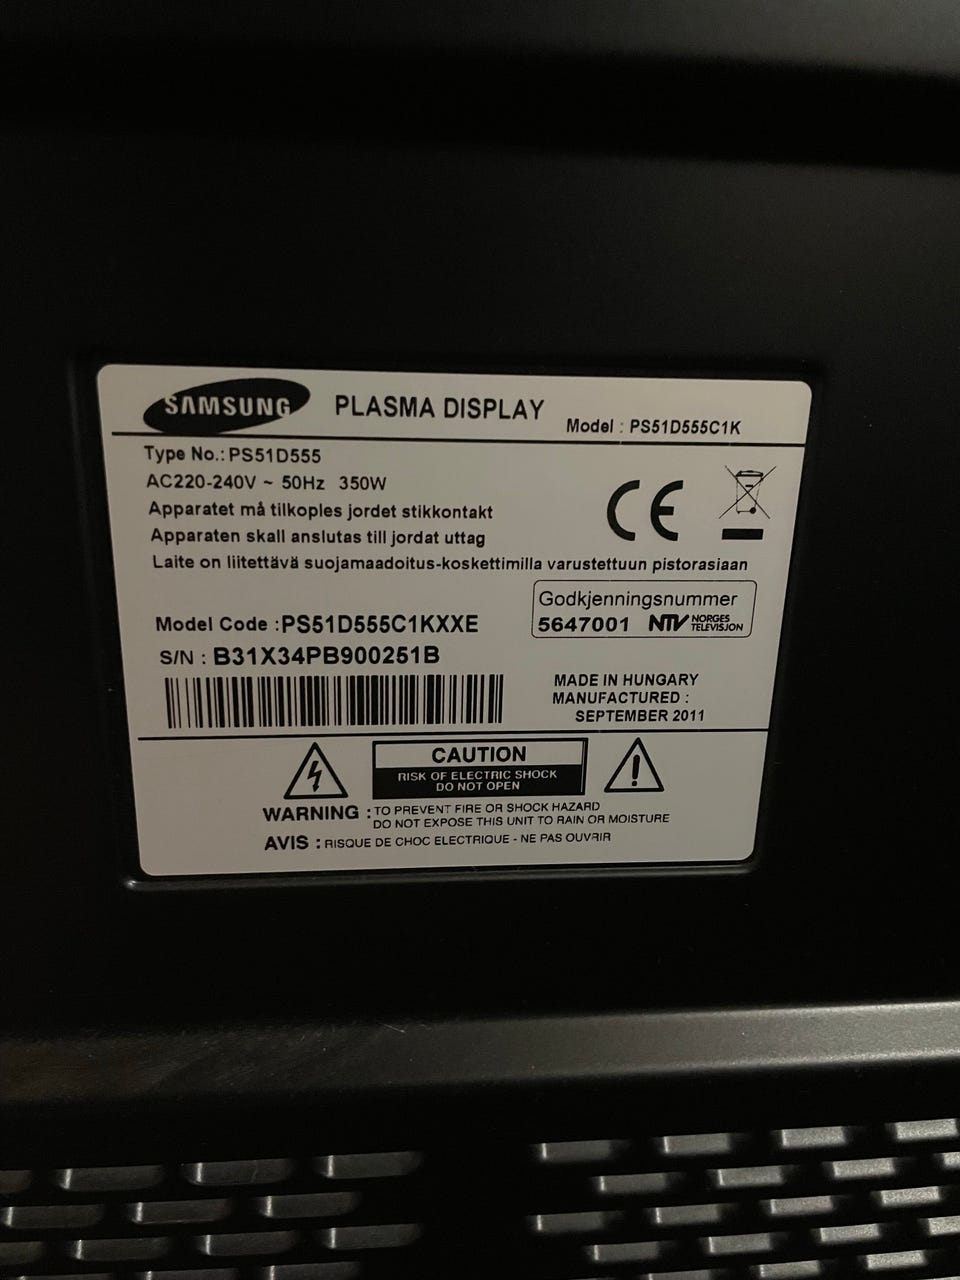 SAMSUNG PLASMA DISPLAY Model : PS51D555C1K
Type No.: PS51D555
AC220-240V ~ 50Hz 350W
Apparatet må tilkoples jordet stikkontakt
Apparaten skall anslutas till jordat uttag
Laite on liitettävä suojamaadoitus-koskettimilla varustettuun pistorasiaan
CE
Godkjenningsnummer
5647001 NTV NORGES
TELEVISJON
Model Code :PS51D555C1KXXE
S/N : B31X34PB900251B
MADE IN HUNGARY
MANUFACTURED :
SEPTEMBER 2011
CAUTION
RISK OF ELECTRIC SHOCK
DO NOT OPEN
WARNING : TO PREVENT FIRE OR SHOCK HAZARD
DO NOT EXPOSE THIS UNIT TO RAIN OR MOISTURE
AVIS : RISQUE DE CHOC ELECTRIQUE - NE PAS OUVRIR